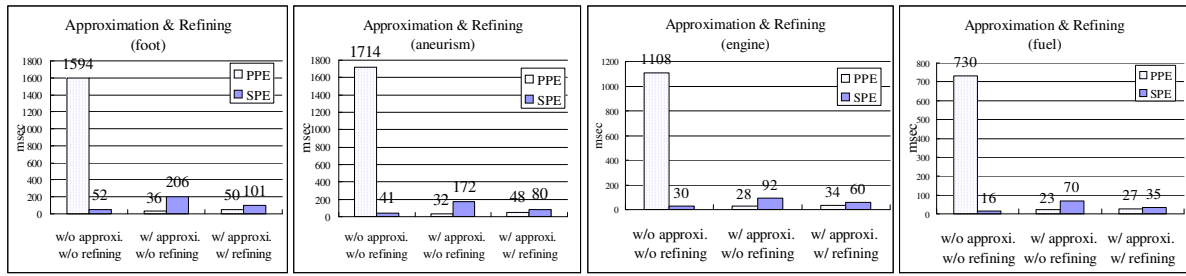 Approximation & Refining
(foot)
1594
1800
1600
1400
1200
1000
800
600
400
200
0
msec
PPE
SPE
52
36
206
50
101
w/o approxi.
w/o refining
w/ approxi.
w/o refining
w/ approxi.
w/ refining
Approximation & Refining
(aneurism)
1714
1800
1600
1400
1200
1000
800
600
400
200
0
msec
PPE
SPE
41
32
172
48
80
w/o approxi.
w/o refining
w/ approxi.
w/o refining
w/ approxi.
w/ refining
Approximation & Refining
(engine)
1108
1200
1000
800
600
400
200
0
msec
PPE
SPE
30
28
92
34
60
w/o approxi.
w/o refining
w/ approxi.
w/o refining
w/ approxi.
w/ refining
Approximation & Refining
(fuel)
730
800
700
600
500
400
300
200
100
0
msec
PPE
SPE
16
23
70
27
35
w/o approxi.
w/o refining
w/ approxi.
w/o refining
w/ approxi.
w/ refining